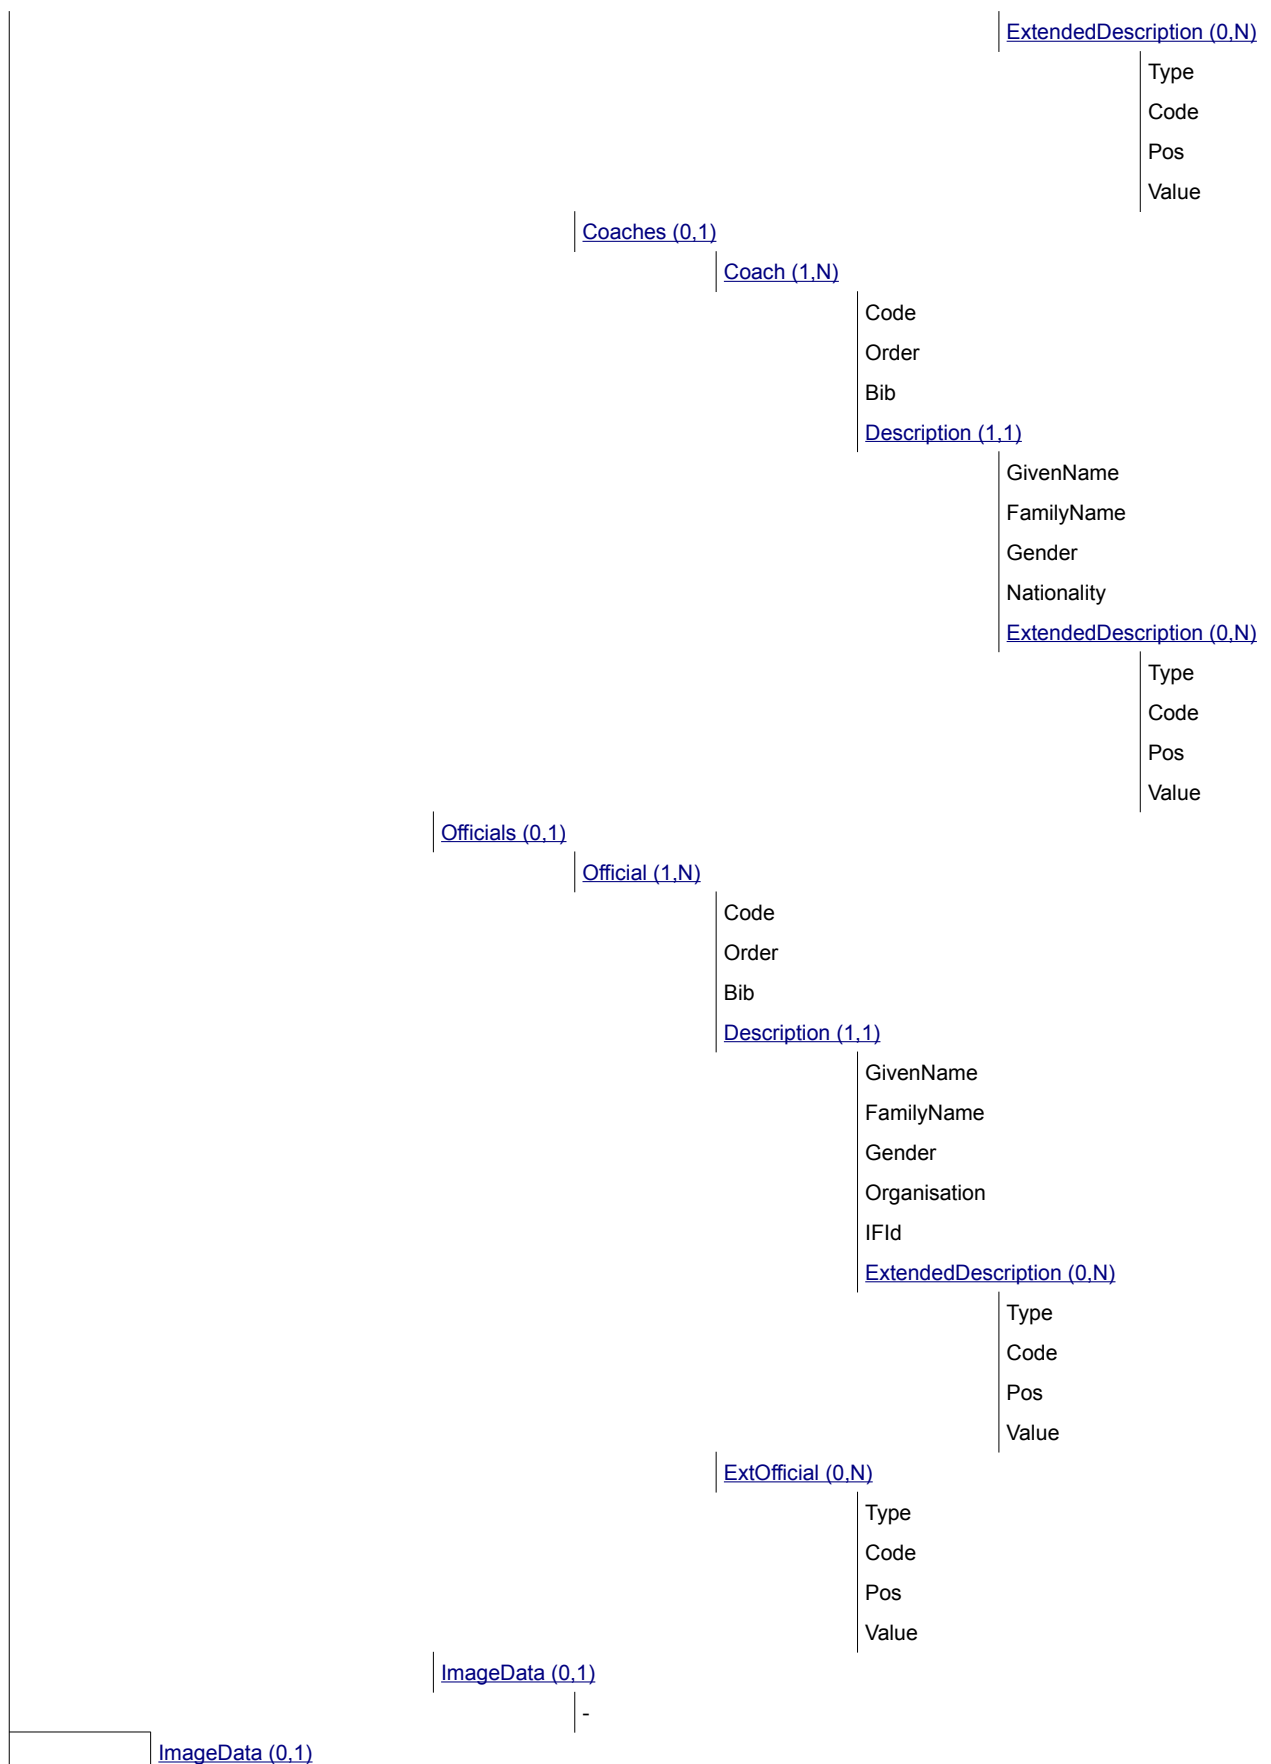 ExtendedDescription (0,N)
Type
Code
Pos
Value
Coaches (0,1)
Coach (1,N)
Code
Order
Bib
Description (1,1)
GivenName
FamilyName
Gender
Nationality
ExtendedDescription (0,N)
Type
Code
Pos
Value
Officials (0,1)
Official (1,N)
Code
Order
Bib
Description (1,1)
GivenName
FamilyName
Gender
Organisation
IFId
ExtendedDescription (0,N)
Type
Code
Pos
Value
ExtOfficial (0,N)
Type
Code
Pos
Value
ImageData (0,1)
-
ImageData (0,1)